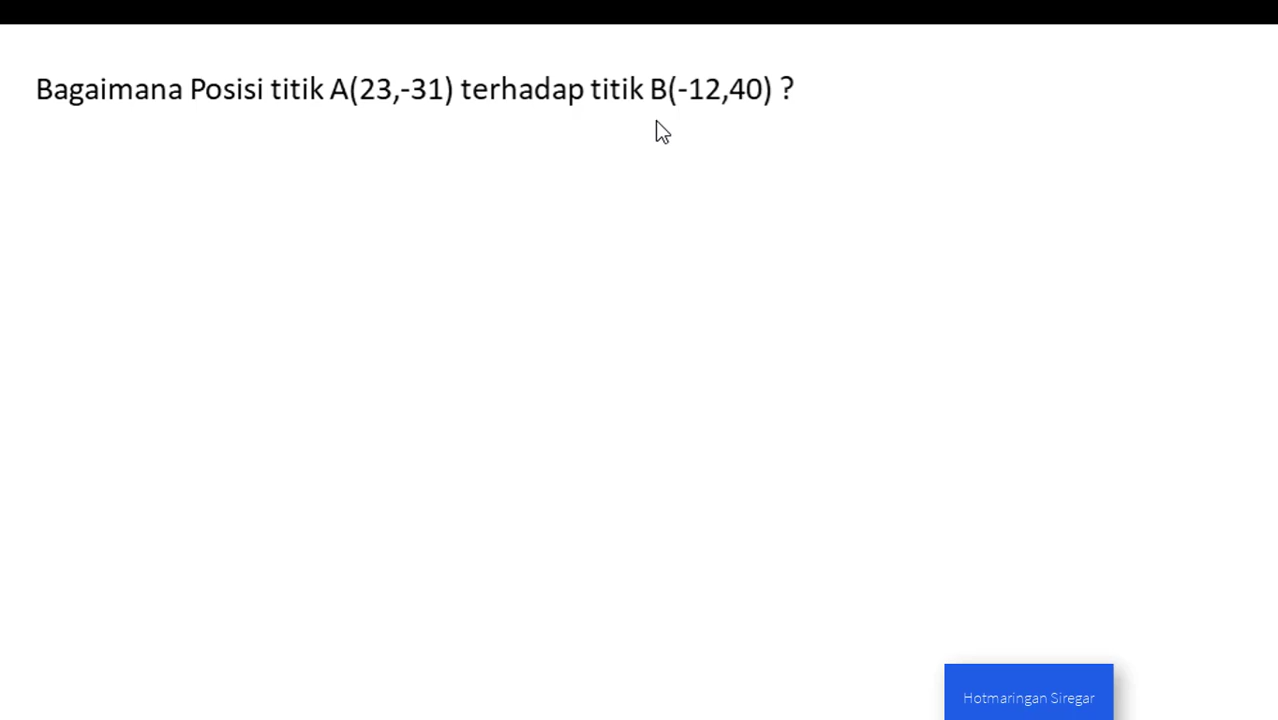 Bagaimana Posisi titik A(23,-31) terhadap titik B(-12,40) ?
Hotmaringan Siregar